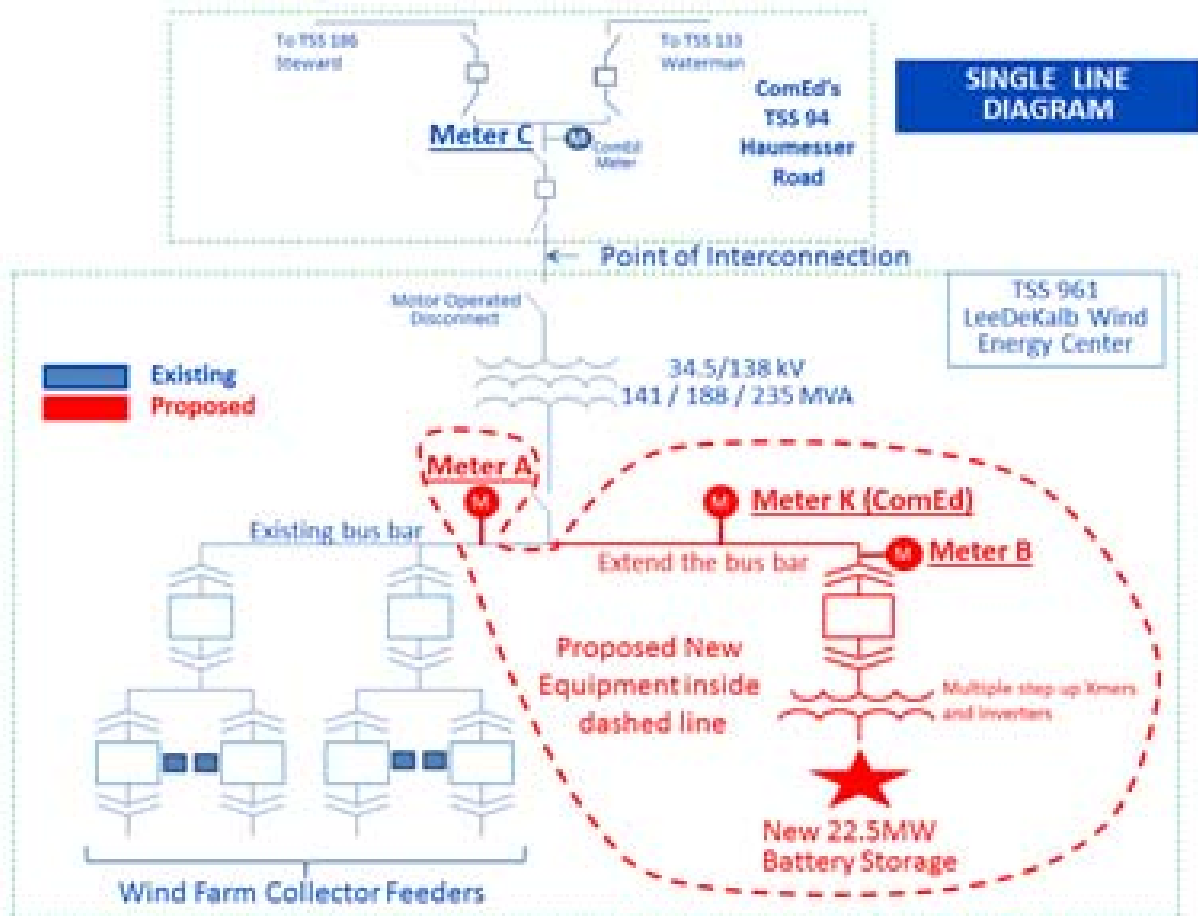 To TSS 186
Steward
To TSS 133
Waterman
SINGLE LINE
DIAGRAM
ComEd's
TSS 94
Haumesser
Road
Meter C
M
ComEd
Meter
Point of Interconnection
Motor Operated
Disconnect
TSS 961
LeeDeKalb Wind
Energy Center
34.5/138 kV
141 / 188 / 235 MVA
Existing
Proposed
Meter A
M
M
Meter K (ComEd)
Existing bus bar
Extend the bus bar
M
Meter B
Proposed New
Equipment inside
dashed line
Multiple step up Xmers
and Inverters
New 22.5MW
Battery Storage
Wind Farm Collector Feeders